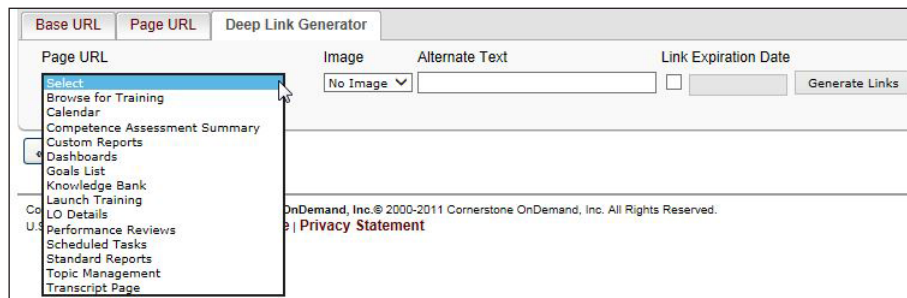 Base URL Page URL Deep Link Generator
Page URL Image Alternate Text Link Expiration Date
Select No Image Generate Links
Browse for Training
Calendar
Competence Assessment Summary
Custom Reports
«
Dashboards
Goals List
Knowledge Bank
Launch Training
Co OnDemand, Inc.© 2000-2011 Cornerstone OnDemand, Inc. All Rights Reserved.
LO Details
U.S e | Privacy Statement
Performance Reviews
Scheduled Tasks
Standard Reports
Topic Management
Transcript Page